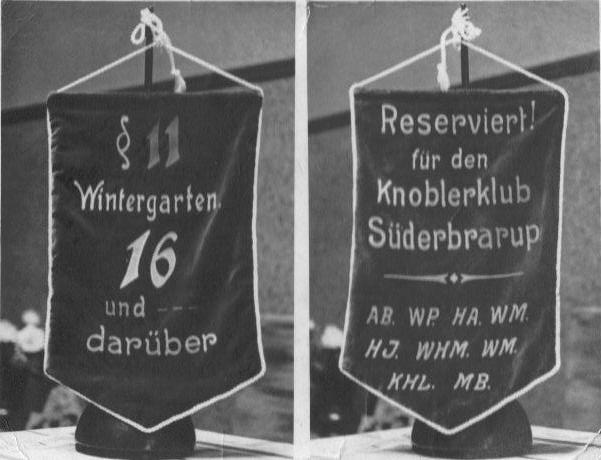 § 11
Wintergarten.
16
und ---
darüber
Reserviert!
für den
Knoblerklub
Süderbrarup
AB. WP. HA. WM.
HJ. WHM. WM.
KHL. MB.